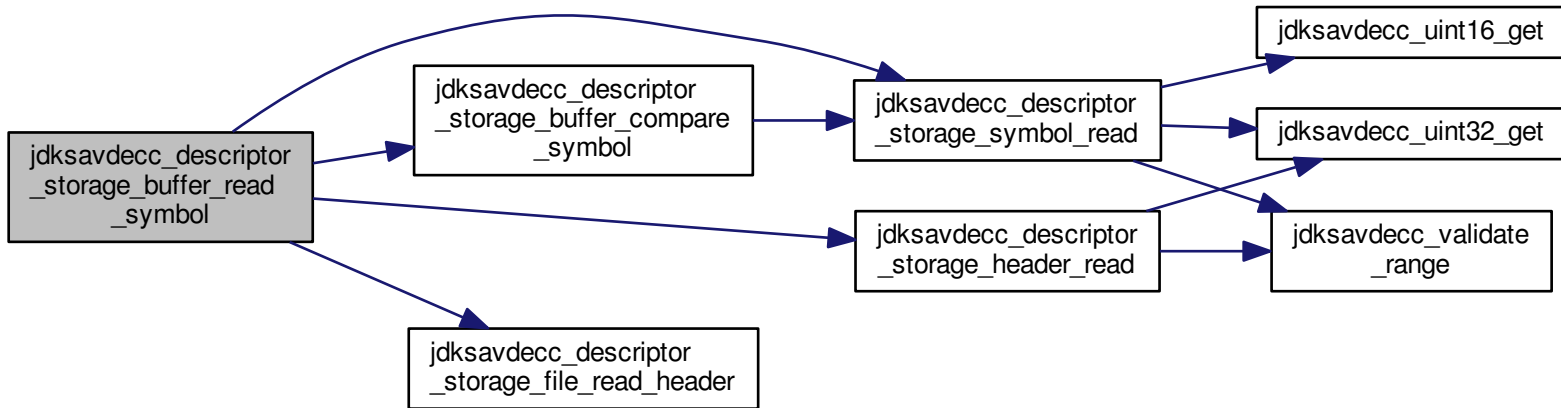 jdksavdecc_descriptor
_storage_buffer_read
_symbol
jdksavdecc_descriptor
_storage_buffer_compare
_symbol
jdksavdecc_descriptor
_storage_file_read_header
jdksavdecc_descriptor
_storage_symbol_read
jdksavdecc_descriptor
_storage_header_read
jdksavdecc_uint16_get
jdksavdecc_uint32_get
jdksavdecc_validate
_range